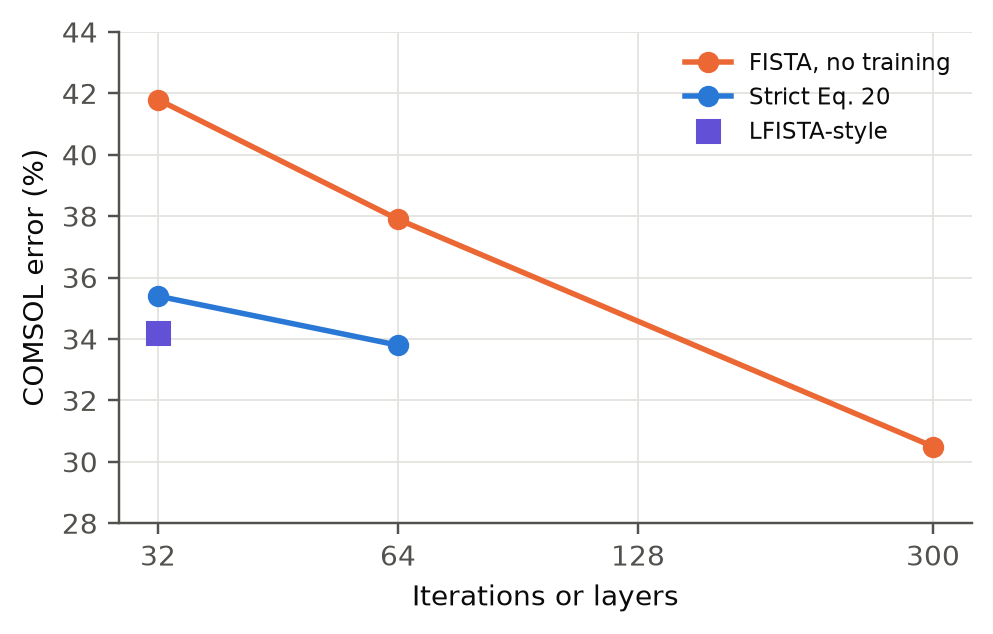 44
42
40
38
36
34
32
30
28
COMSOL error (%)
FISTA, no training
Strict Eq. 20
LFISTA-style
32 64 128 300
Iterations or layers